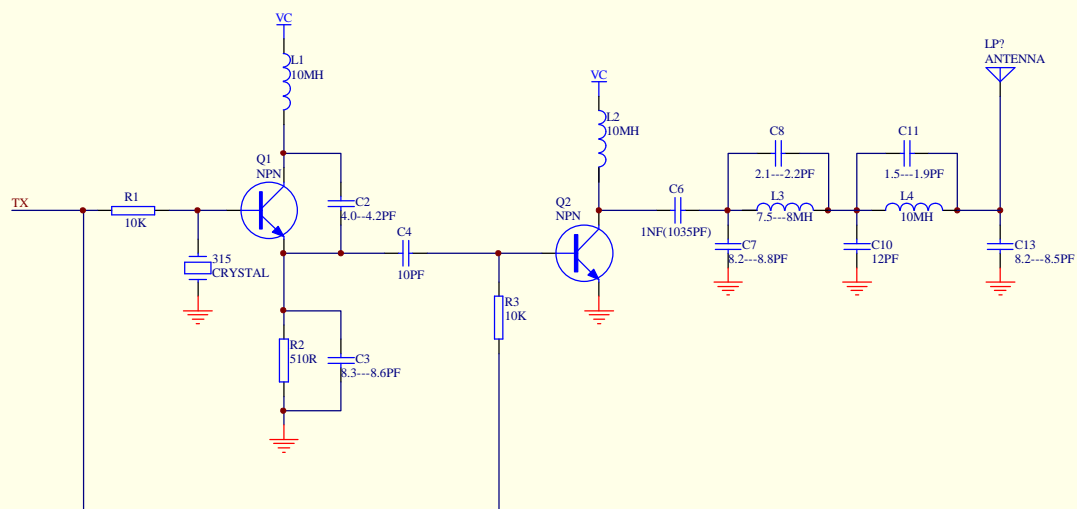 VC
L1
10MH
LP?
ANTENNA
VC
L2
10MH
C8
2.1---2.2PF
C11
1.5---1.9PF
Q1
NPN
TX
R1
10K
C2
4.0--4.2PF
Q2
NPN
C6
1NF(1035PF)
L3
7.5---8MH
L4
10MH
C4
10PF
C7
8.2--8.8PF
C10
12PF
C13
8.2--8.5PF
315
CRYSTAL
R3
10K
R2
510R
C3
8.3---8.6PF